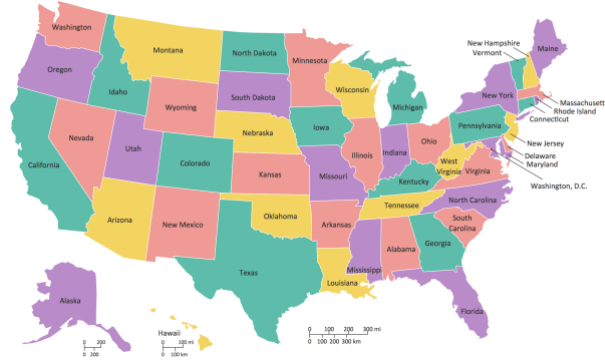 Washington
Oregon
California
Nevada
Idaho
Montana
Wyoming
Utah
Arizona
Colorado
New Mexico
North Dakota
South Dakota
Nebraska
Kansas
Oklahoma
Texas
Minnesota
Iowa
Missouri
Arkansas
Louisiana
Wisconsin
Illinois
Michigan
Indiana
Ohio
Kentucky
Tennessee
Mississippi
Alabama
Georgia
Florida
South
Carolina
North Carolina
Virginia
West
Virginia
Pennsylvania
New York
New Hampshire
Vermont
Maine
Massachusett
Rhode Island
Connecticut
New Jersey
Delaware
Maryland
Washington, D.C.
Alaska
0 200
0 200
Hawaii
0 100 mi
0 100 km
0 100 200 300 mi
0 100 200 300 km